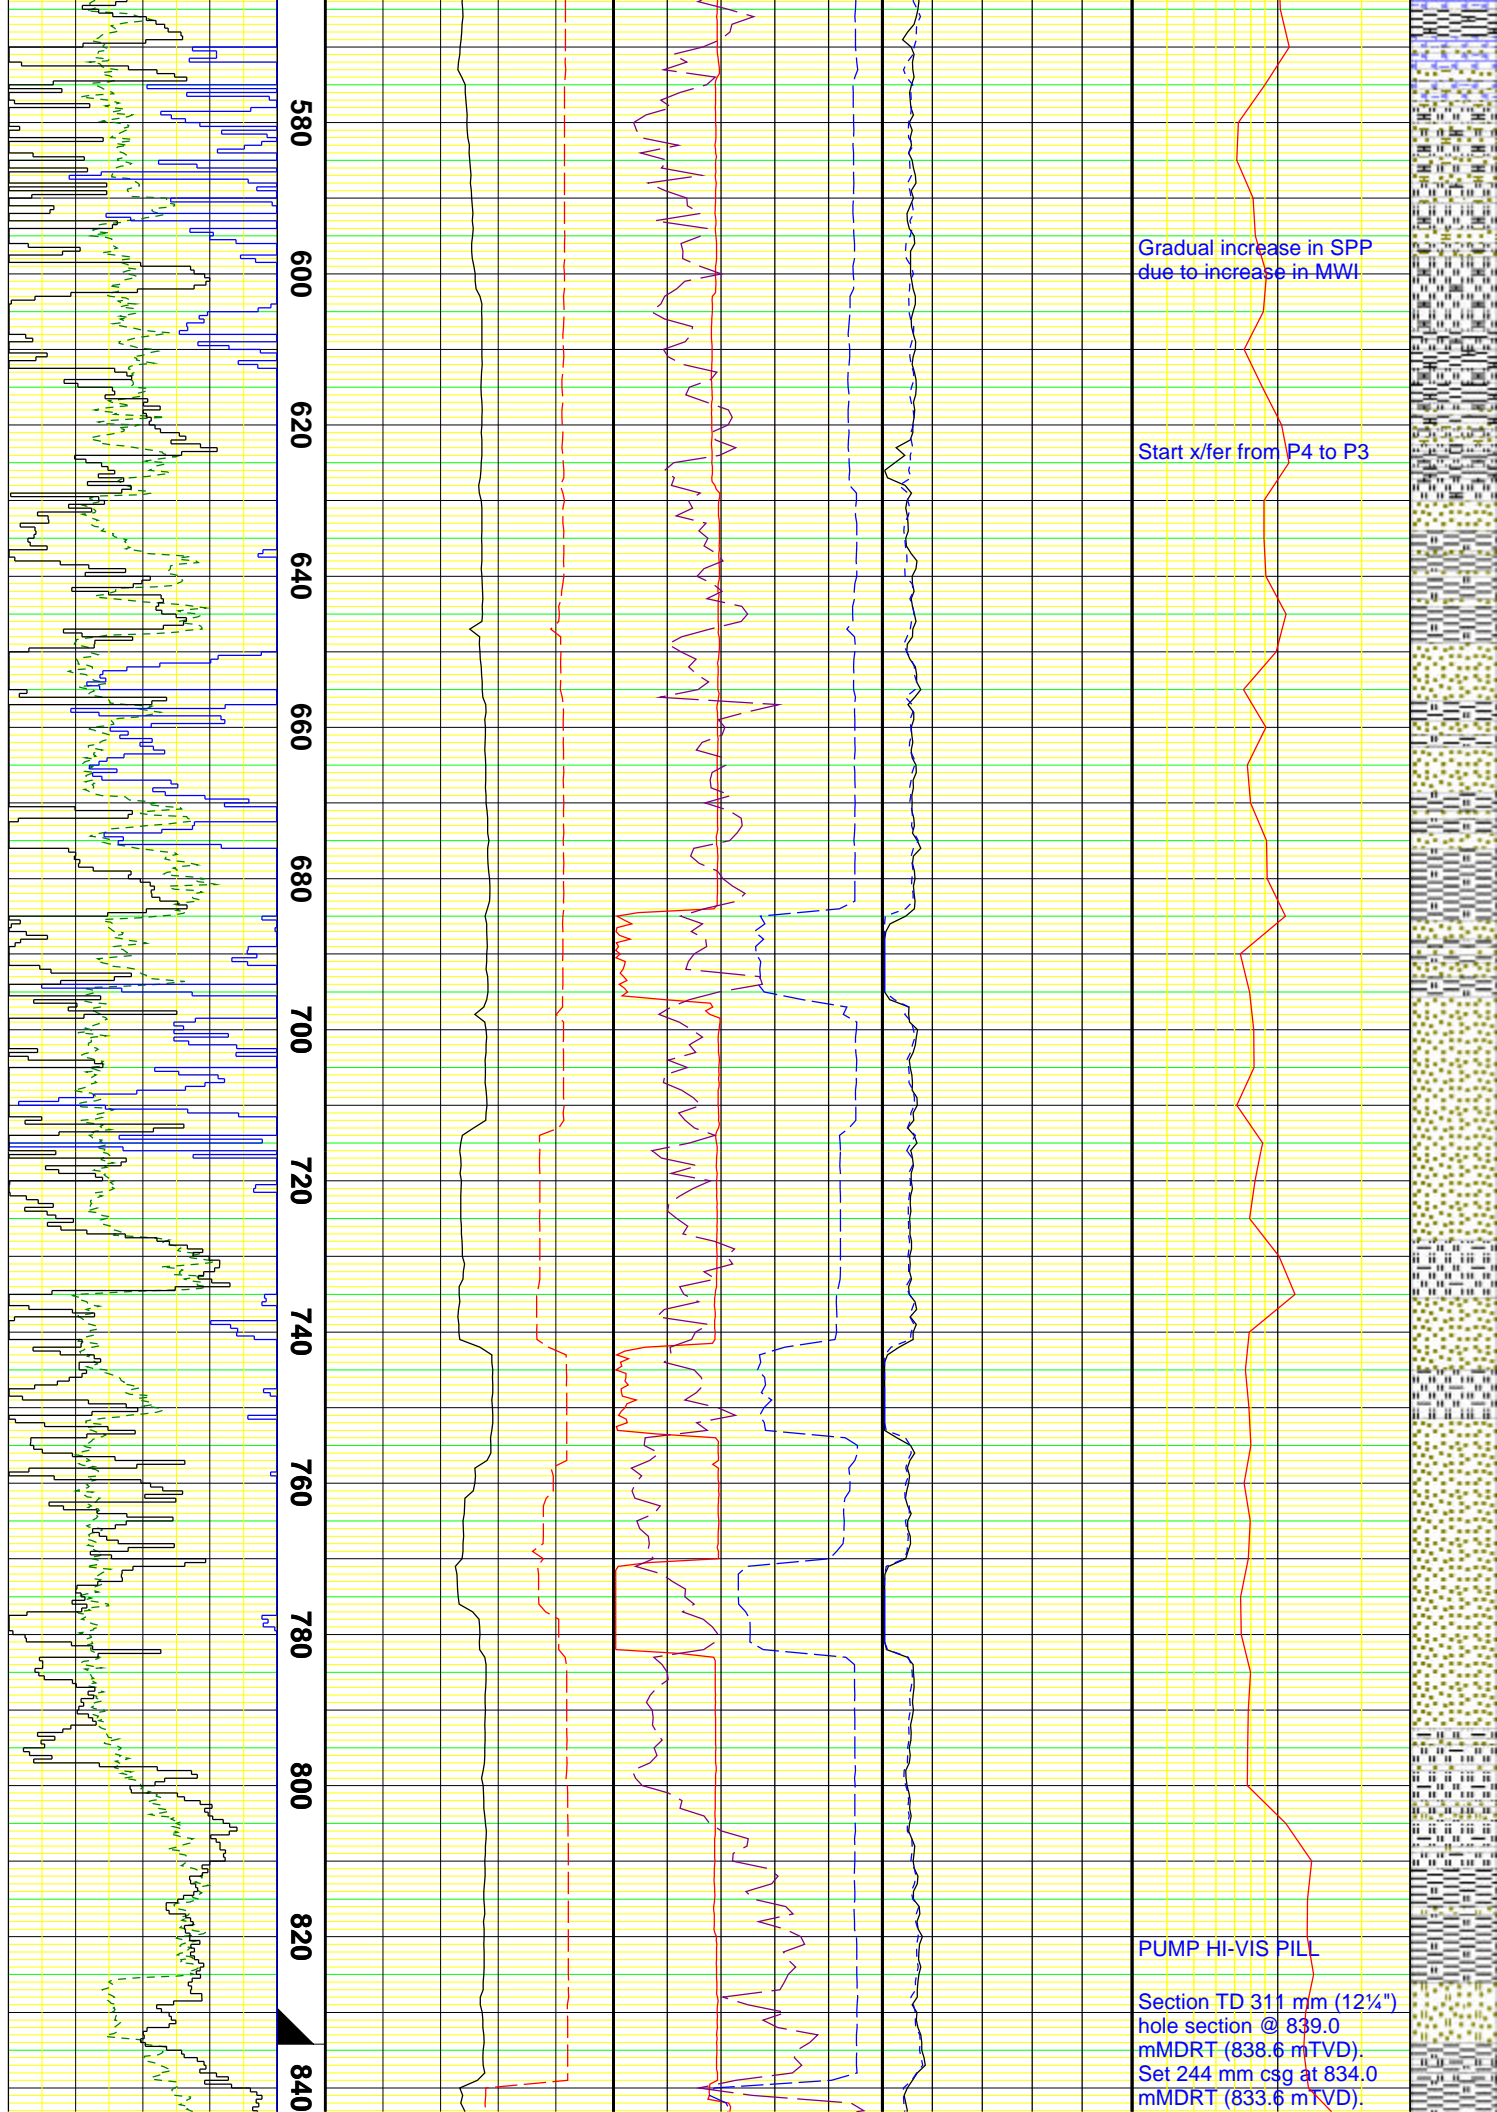 580
Gradual increase in SPP
due to increase in MWI
600
620
Start x/fer from P4 to P3
640
660
680
700
720
740
760
780
800
820
PUMP HI-VIS PILL
Section TD 311 mm (12¼")
hole section @ 839.0
mMDRT (838.6 mTVD).
Set 244 mm csg at 834.0
mMDRT (833.6 mTVD).
840